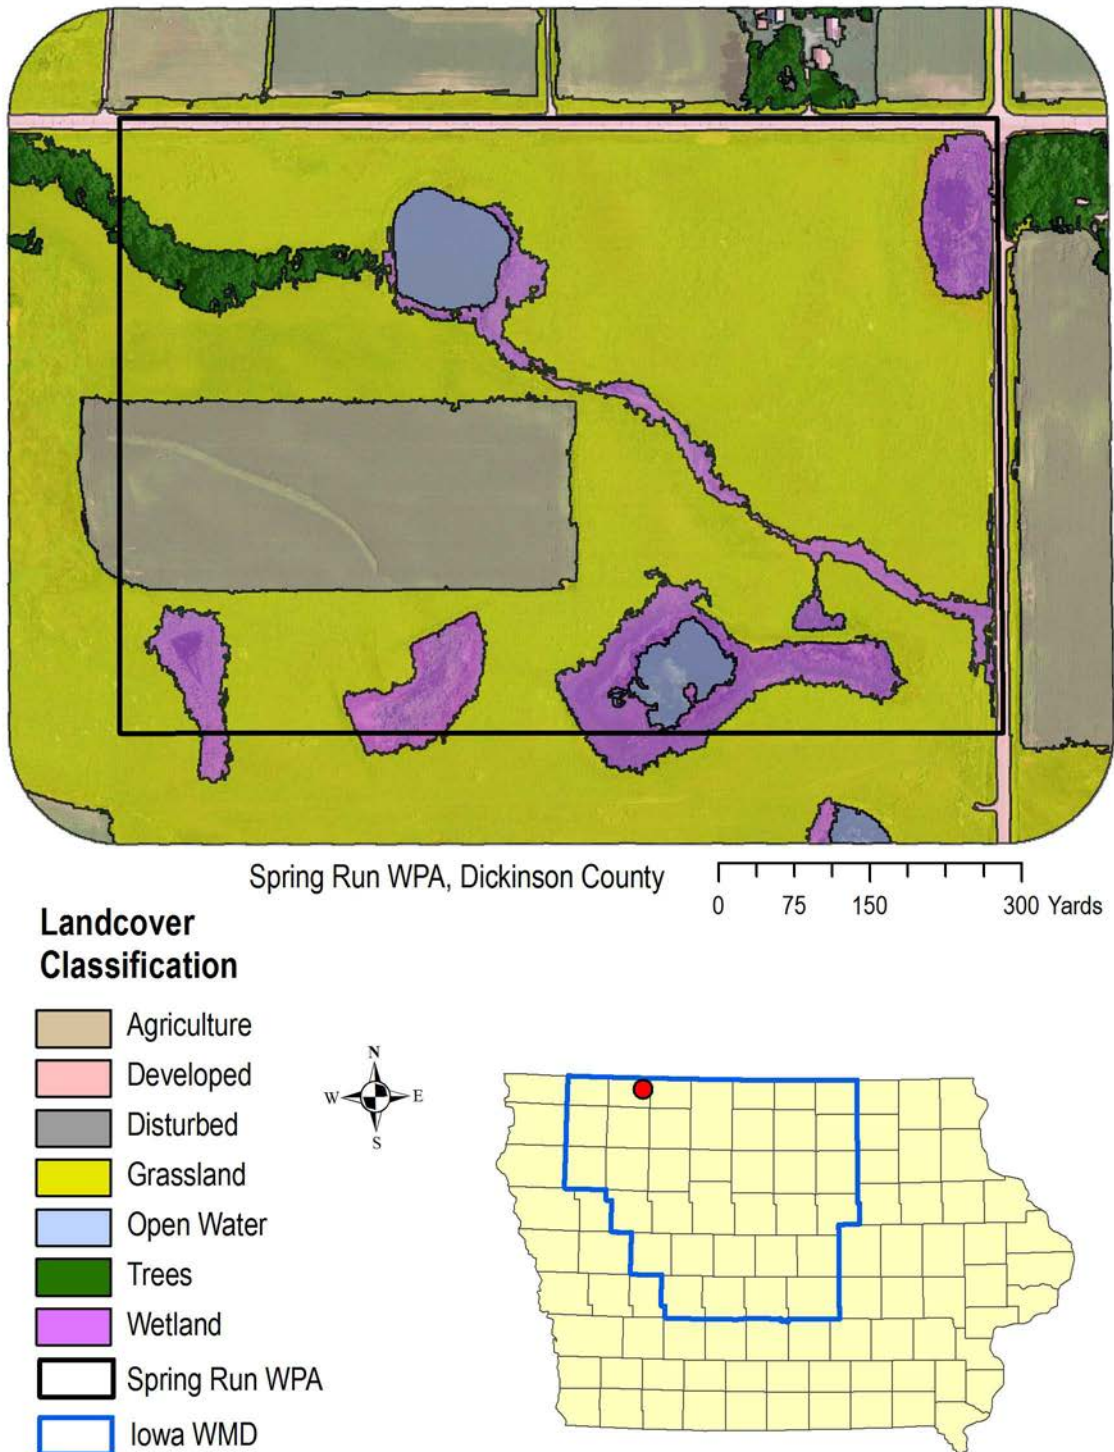 Spring Run WPA, Dickinson County
0 75 150 300 Yards
Landcover
Classification
Agriculture
Developed
Disturbed
Grassland
Open Water
Trees
Wetland
Spring Run WPA
Iowa WMD
N
W E
S